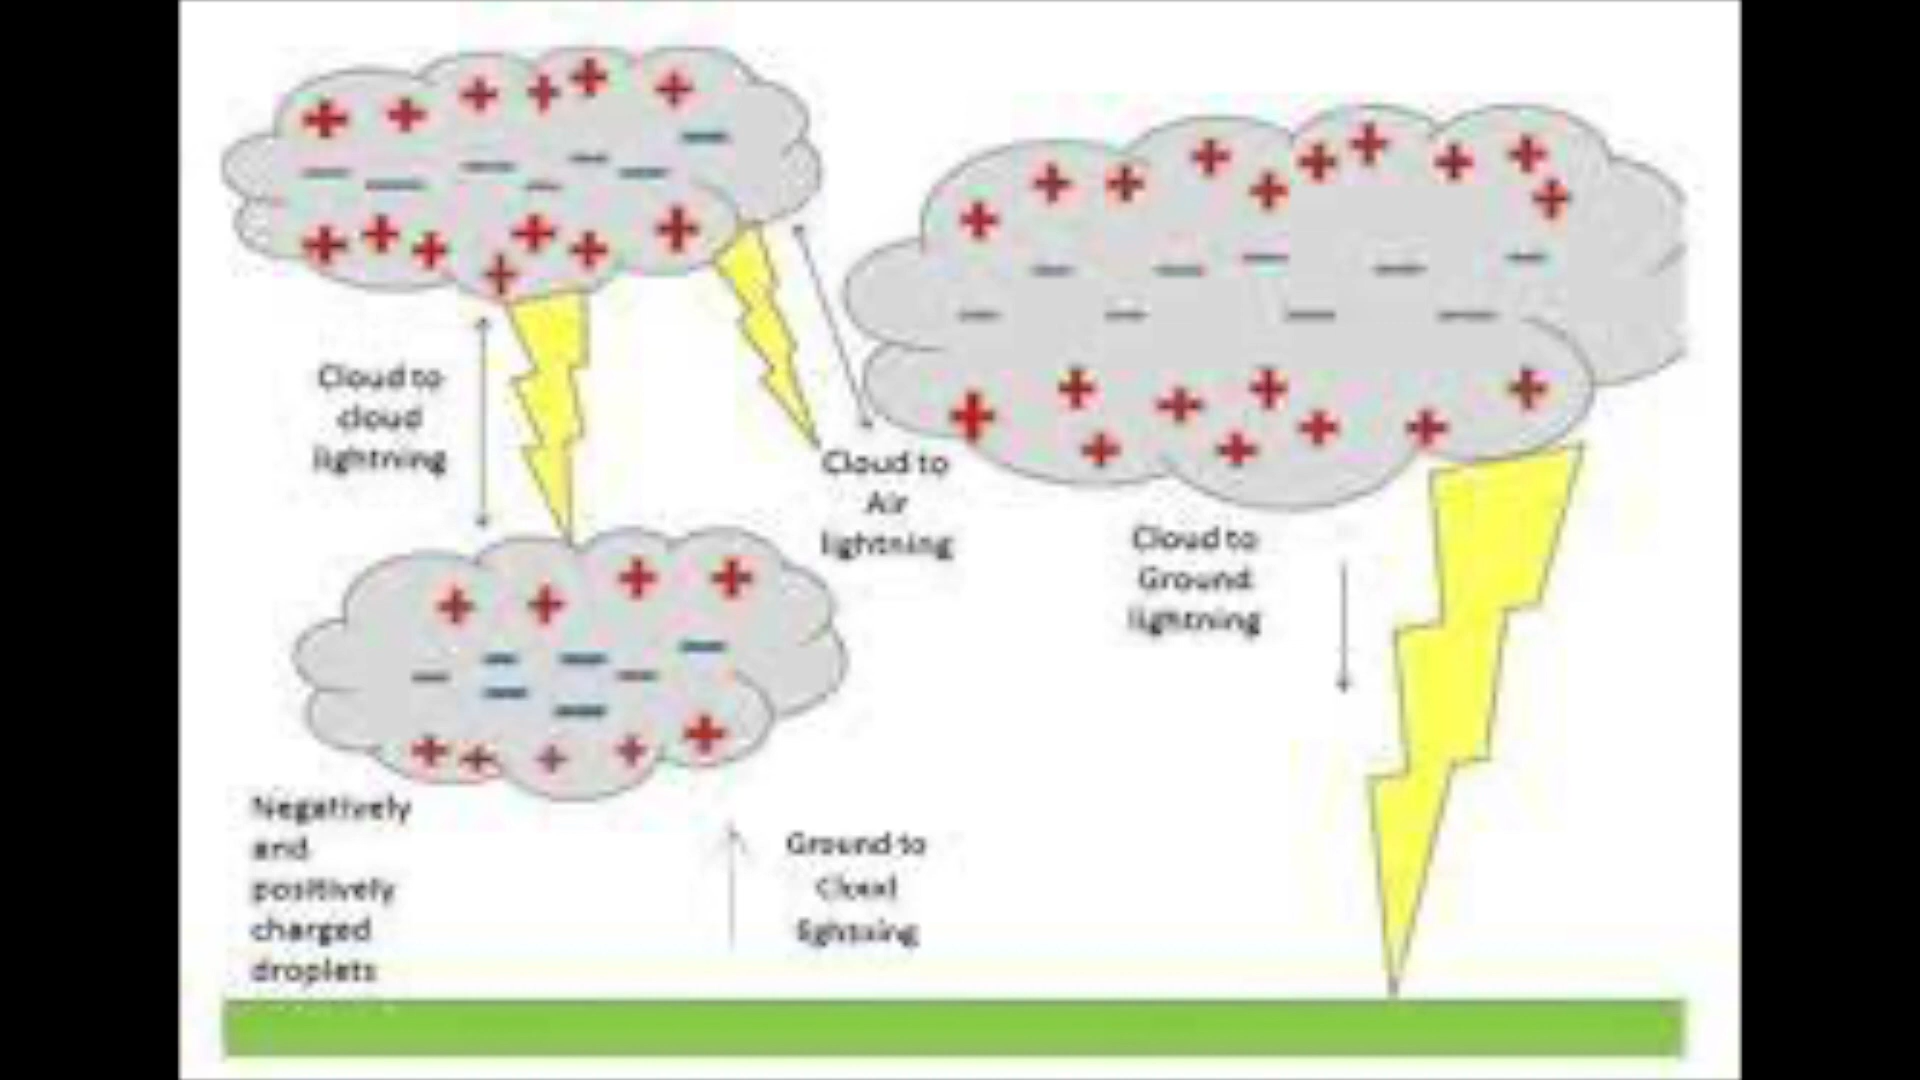 Cloud to
cloud
lightning
Cloud to
Air
lightning
Cloud to
Ground
lightning
Negatively
and
positively
charged
droplets
Ground to
Cloud
lightning